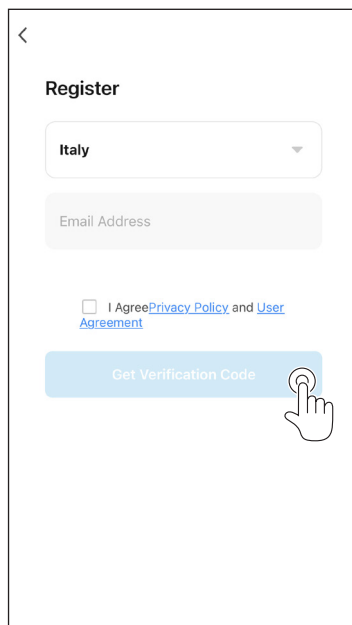 Register
Italy
Email Address
I AgreePrivacy Policy and User
Agreement
Get Verification Code